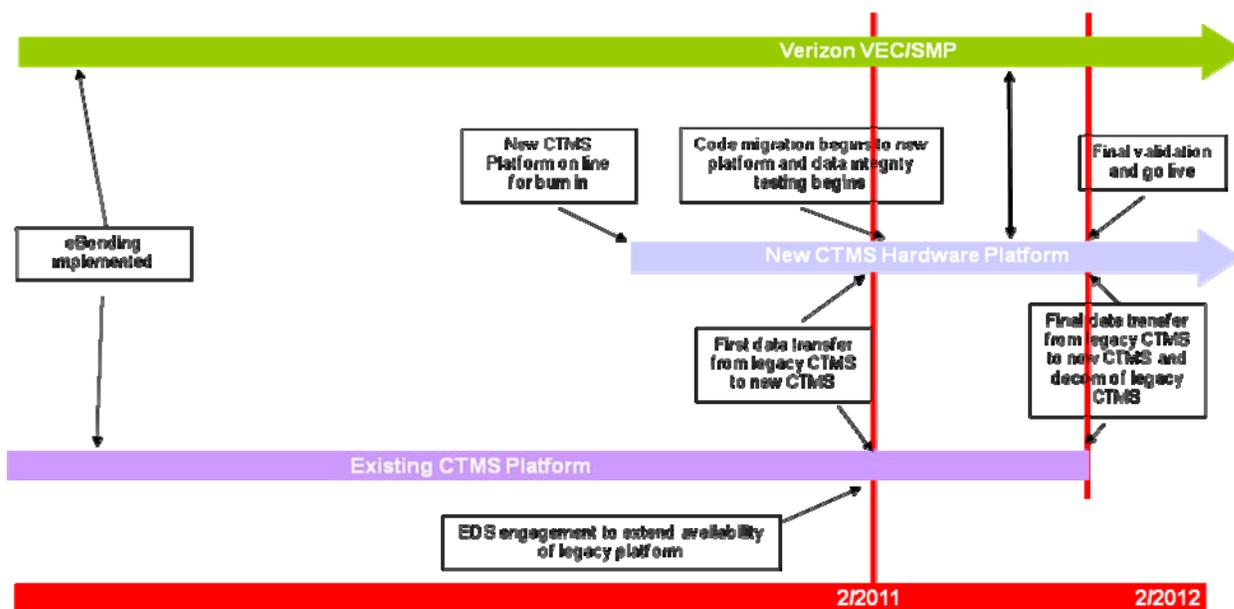 Verizon VEC/SMP
New CTMS
Platform on line
for burn in
Code migration begins to new
platform and data integrity
testing begins
Final validation
and go live
eBonding
implemented
New CTMS Hardware Platform
First data transfer
from legacy CTMS
to new CTMS
Final data transfer
from legacy CTMS
to new CTMS and
decom of legacy
CTMS
Existing CTMS Platform
EDS engagement to extend availability
of legacy platform
2/2011
2/2012